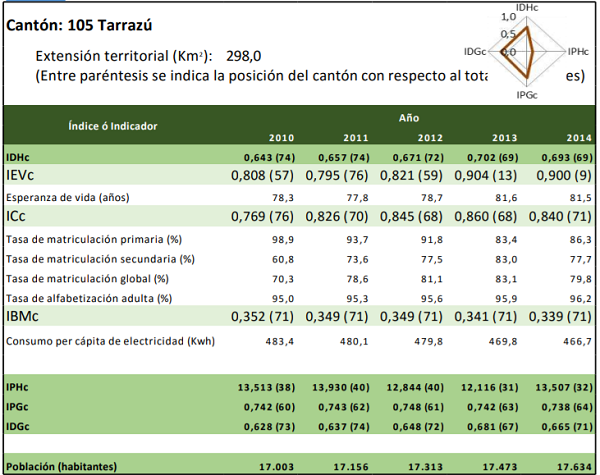 Cantón: 105 Tarrazú
IDHc
1,0
0,5
IDGc 0,0 IPHc
IPGc
Extensión territorial (Km²): 298,0
(Entre paréntesis se indica la posición del cantón con respecto al tota es)
Índice ó Indicador Año
2010 2011 2012 2013 2014
IDHc 0,643 (74) 0,657 (74) 0,671 (72) 0,702 (69) 0,693 (69)
IEVc 0,808 (57) 0,795 (76) 0,821 (59) 0,904 (13) 0,900 (9)
Esperanza de vida (años) 78,3 77,8 78,7 81,6 81,5
ICc 0,769 (76) 0,826 (70) 0,845 (68) 0,860 (68) 0,840 (71)
Tasa de matriculación primaria (%) 98,9 93,7 91,8 83,4 86,3
Tasa de matriculación secundaria (%) 60,8 73,6 77,5 83,0 77,7
Tasa de matriculación global (%) 70,3 78,6 81,1 83,1 79,8
Tasa de alfabetización adulta (%) 95,0 95,3 95,6 95,9 96,2
IBMc 0,352 (71) 0,349 (71) 0,349 (71) 0,341 (71) 0,339 (71)
Consumo per cápita de electricidad (Kwh) 483,4 480,1 479,8 469,8 466,7
IPHc 13,513 (38) 13,930 (40) 12,844 (40) 12,116 (31) 13,507 (32)
IPGc 0,742 (60) 0,743 (62) 0,748 (61) 0,742 (63) 0,738 (64)
IDGc 0,628 (73) 0,637 (74) 0,648 (72) 0,681 (67) 0,665 (71)
Población (habitantes) 17.003 17.156 17.313 17.473 17.634